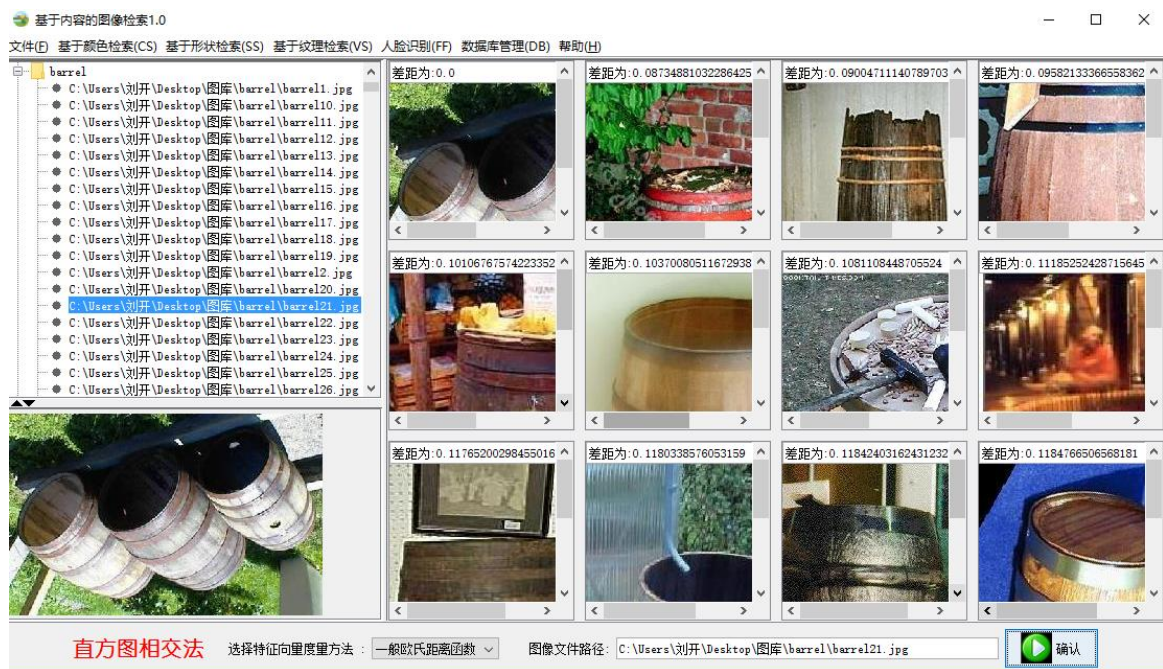 基于内容的图像检索1.0
文件(F) 基于颜色检索(CS) 基于形状检索(SS) 基于纹理检索(VS) 人脸识别(FF) 数据库管理(DB) 帮助(H)
barrel
C:\Users\刘开\Desktop\图库\barrel\barrel1.jpg
C:\Users\刘开\Desktop\图库\barrel\barrel10.jpg
C:\Users\刘开\Desktop\图库\barrel\barrel11.jpg
C:\Users\刘开\Desktop\图库\barrel\barrel12.jpg
C:\Users\刘开\Desktop\图库\barrel\barrel13.jpg
C:\Users\刘开\Desktop\图库\barrel\barrel14.jpg
C:\Users\刘开\Desktop\图库\barrel\barrel15.jpg
C:\Users\刘开\Desktop\图库\barrel\barrel16.jpg
C:\Users\刘开\Desktop\图库\barrel\barrel17.jpg
C:\Users\刘开\Desktop\图库\barrel\barrel18.jpg
C:\Users\刘开\Desktop\图库\barrel\barrel19.jpg
C:\Users\刘开\Desktop\图库\barrel\barrel2.jpg
C:\Users\刘开\Desktop\图库\barrel\barrel20.jpg
C:\Users\刘开\Desktop\图库\barrel\barrel21.jpg
C:\Users\刘开\Desktop\图库\barrel\barrel22.jpg
C:\Users\刘开\Desktop\图库\barrel\barrel23.jpg
C:\Users\刘开\Desktop\图库\barrel\barrel24.jpg
C:\Users\刘开\Desktop\图库\barrel\barrel25.jpg
C:\Users\刘开\Desktop\图库\barrel\barrel26.jpg
差距为:0.0
差距为:0.08734881032286425
差距为:0.09004711140789703
差距为:0.09582133366558362
差距为:0.10106767574223352
差距为:0.10370080511672938
差距为:0.1081108448705524
差距为:0.11185252428715645
差距为:0.11765200298455016
差距为:0.1180338576053159
差距为:0.11842403162431232
差距为:0.1184766506568181
直方图相交法 选择特征向量度量方法 : 一般欧氏距离函数 图像文件路径: C:\Users\刘开\Desktop\图库\barrel\barrel21.jpg 确认